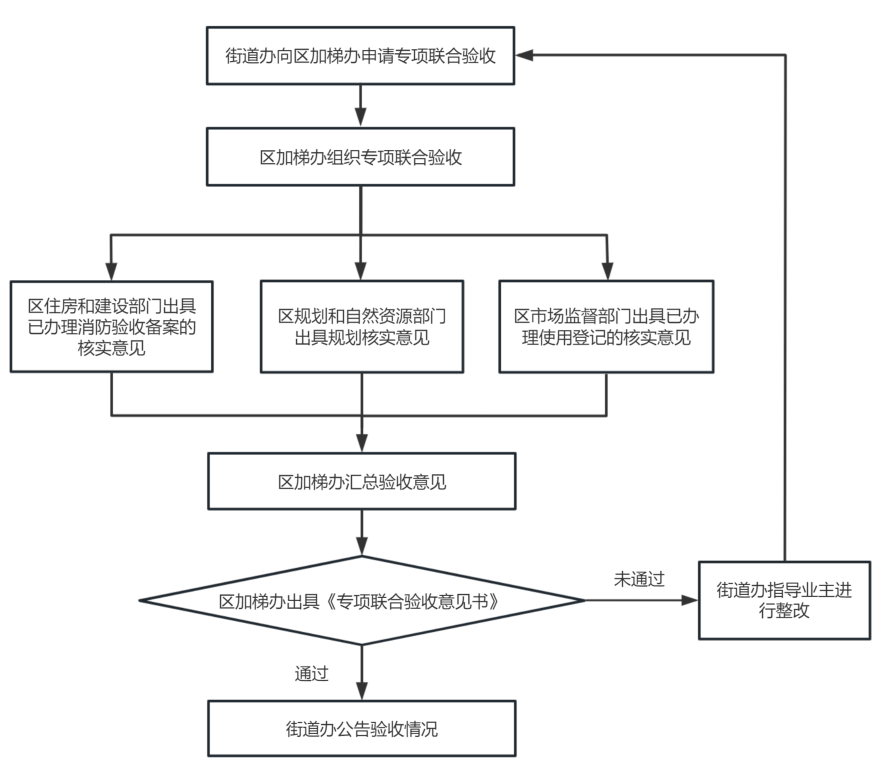 街道办向区加梯办申请专项联合验收
区加梯办组织专项联合验收
区住房和建设部门出具
已办理消防验收备案的
核实意见
区规划和自然资源部门
出具规划核实意见
区市场监督部门出具已办
理使用登记的核实意见
区加梯办汇总验收意见
区加梯办出具《专项联合验收意见书》
未通过
街道办指导业主进
行整改
通过
街道办公告验收情况